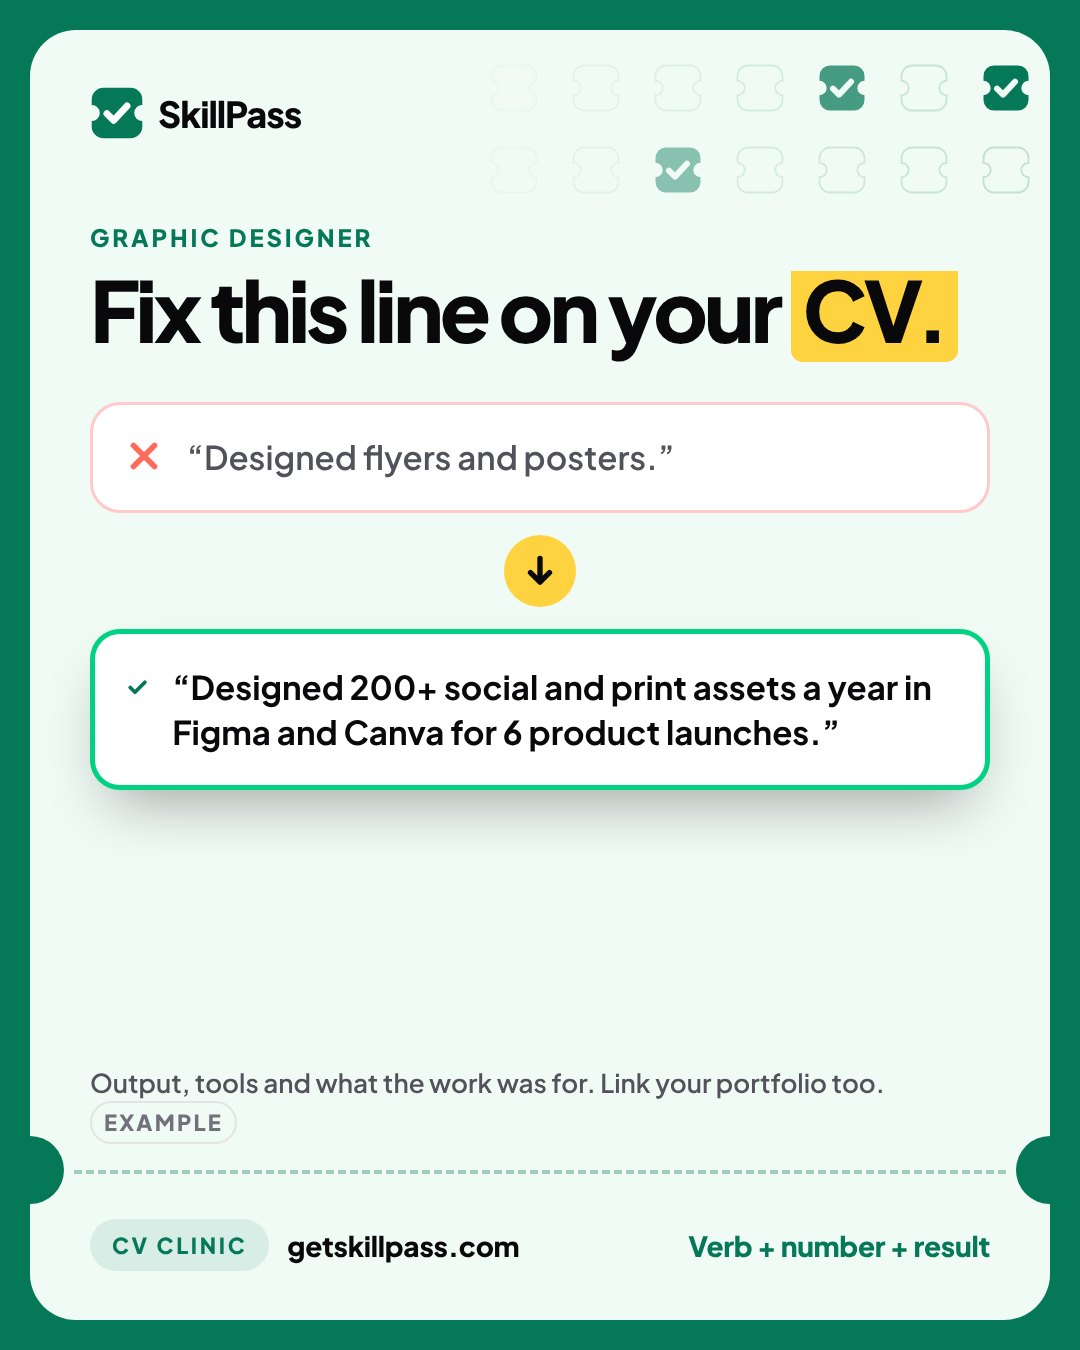 SkillPass
GRAPHIC DESIGNER
Fix this line on your CV.
“Designed flyers and posters.”
“Designed 200+ social and print assets a year in
Figma and Canva for 6 product launches.”
Output, tools and what the work was for. Link your portfolio too.
EXAMPLE
CV CLINIC getskillpass.com Verb + number + result